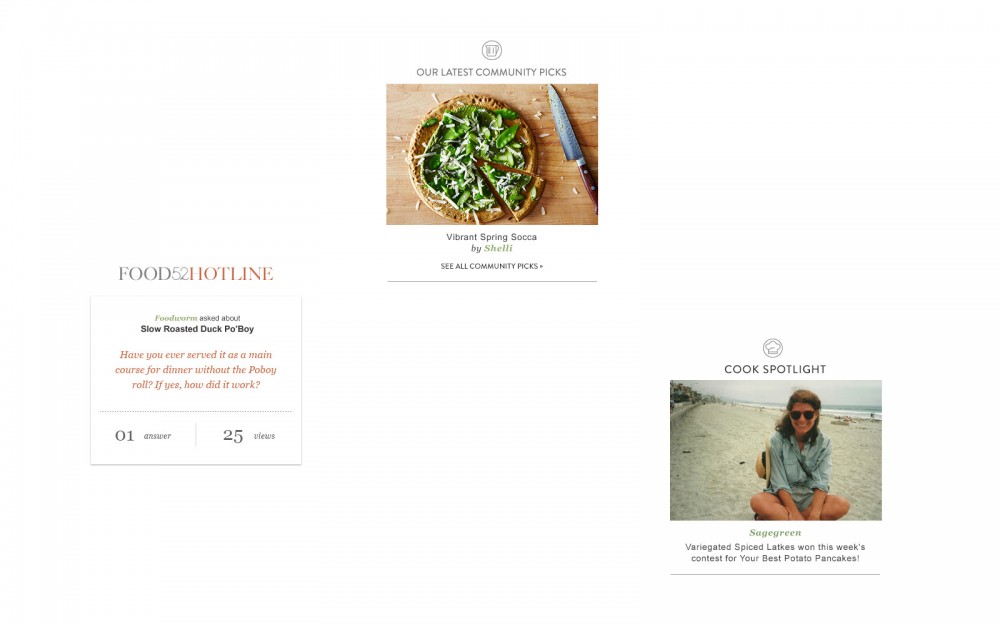 OUR LATEST COMMUNITY PICKS
Vibrant Spring Socca
by Shelli
SEE ALL COMMUNITY PICKS »
FOOD52HOTLINE
Foodworm asked about
Slow Roasted Duck Po'Boy
Have you ever served it as a main
course for dinner without the Poboy
roll? If yes, how did it work?
01 answer 25 views
COOK SPOTLIGHT
Sagegreen
Variegated Spiced Latkes won this week's
contest for Your Best Potato Pancakes!